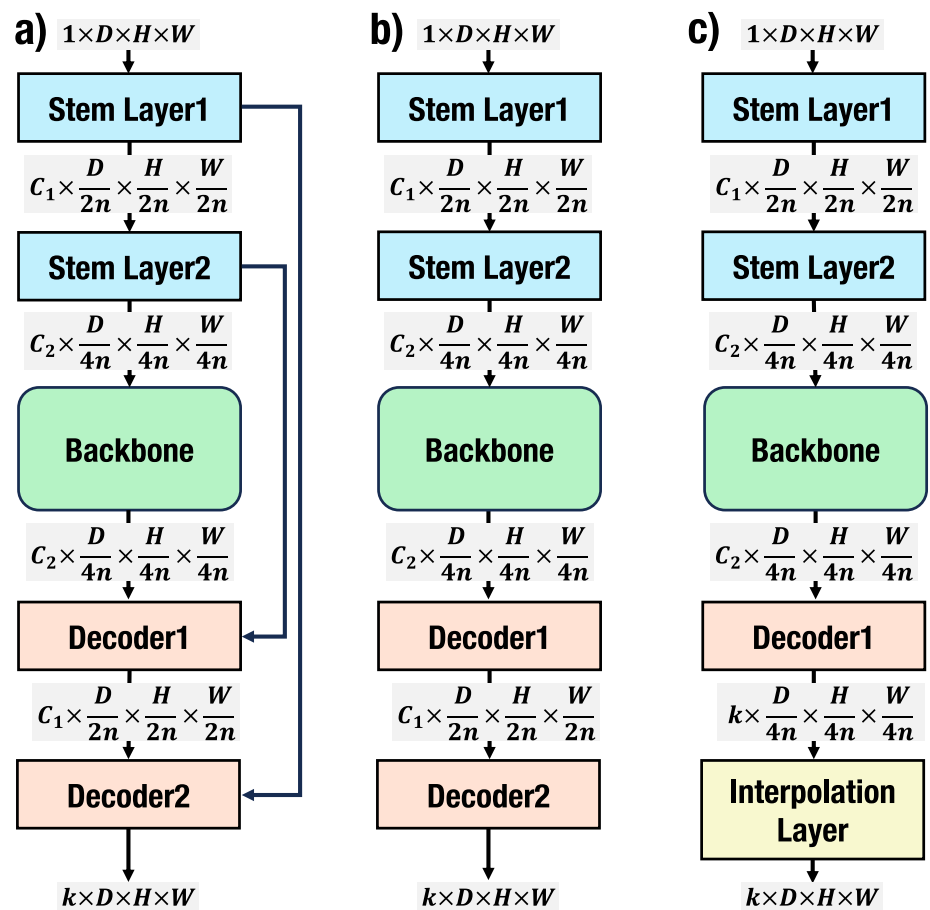 a) 1×D×H×W
Stem Layer1
C₁ × D/2n × H/2n × W/2n
Stem Layer2
C₂ × D/4n × H/4n × W/4n
Backbone
C₂ × D/4n × H/4n × W/4n
Decoder1
C₁ × D/2n × H/2n × W/2n
Decoder2
k×D×H×W
b) 1×D×H×W
Stem Layer1
C₁ × D/2n × H/2n × W/2n
Stem Layer2
C₂ × D/4n × H/4n × W/4n
Backbone
C₂ × D/4n × H/4n × W/4n
Decoder1
C₁ × D/2n × H/2n × W/2n
Decoder2
k×D×H×W
c) 1×D×H×W
Stem Layer1
C₁ × D/2n × H/2n × W/2n
Stem Layer2
C₂ × D/4n × H/4n × W/4n
Backbone
C₂ × D/4n × H/4n × W/4n
Decoder1
k × D/4n × H/4n × W/4n
Interpolation
Layer
k×D×H×W